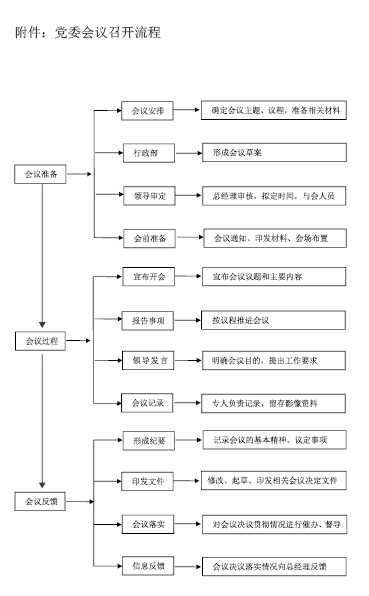 附件：党委会议召开流程
会议安排
确定会议主题、议程，准备相关材料
行政部
形成会议草案
会议准备
领导审定
总经理审核，拟定时间，与会人员
会前准备
会议通知、印发材料、会场布置
宣布开会
宣布会议议题和主要内容
报告事项
按议程推进会议
会议过程
领导发言
明确会议目的，提出工作要求
会议记录
专人负责记录，留存影像资料
形成纪要
记录会议的基本精神、议定事项
印发文件
修改、起草、印发相关会议决定文件
会议反馈
会议落实
对会议决议贯彻情况进行催办、督导
信息反馈
会议决议落实情况向总经理反馈